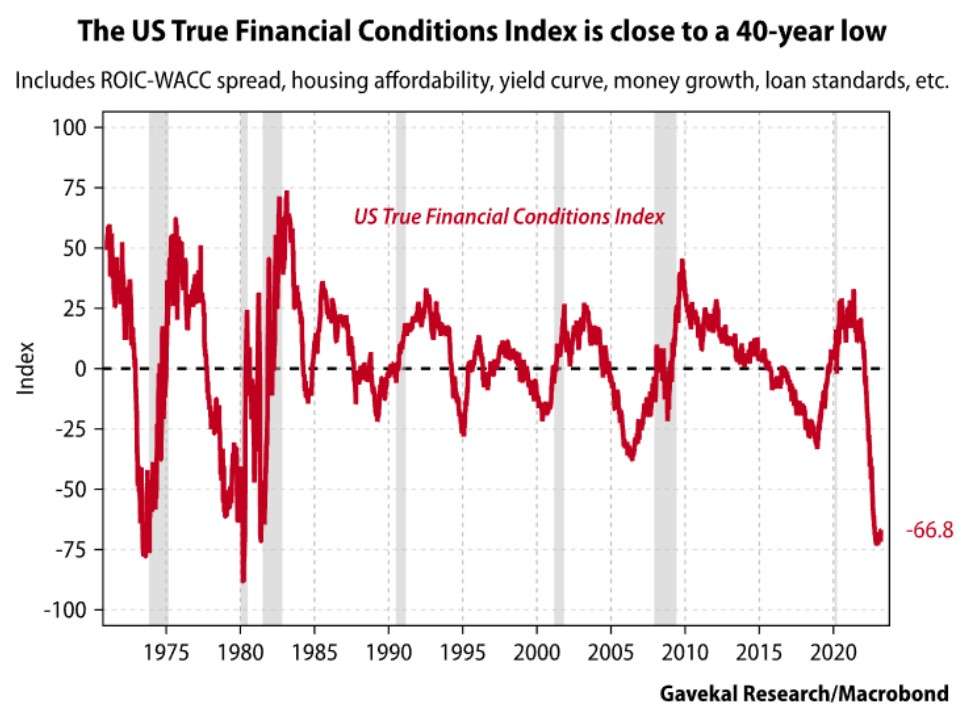 The US True Financial Conditions Index is close to a 40-year low
Includes ROIC-WACC spread, housing affordability, yield curve, money growth, loan standards, etc.
100
75
50
25
0
-25
-50
-75
-100
Index
US True Financial Conditions Index
-66.8
1975 1980 1985 1990 1995 2000 2005 2010 2015 2020
Gavekal Research/Macrobond